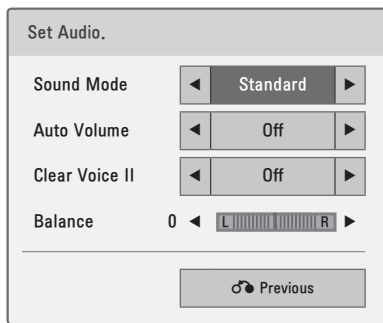 Set Audio.
Sound Mode ◀ Standard ▶
Auto Volume ◀ Off ▶
Clear Voice II ◀ Off ▶
Balance 0 ◀ L R ▶
Previous